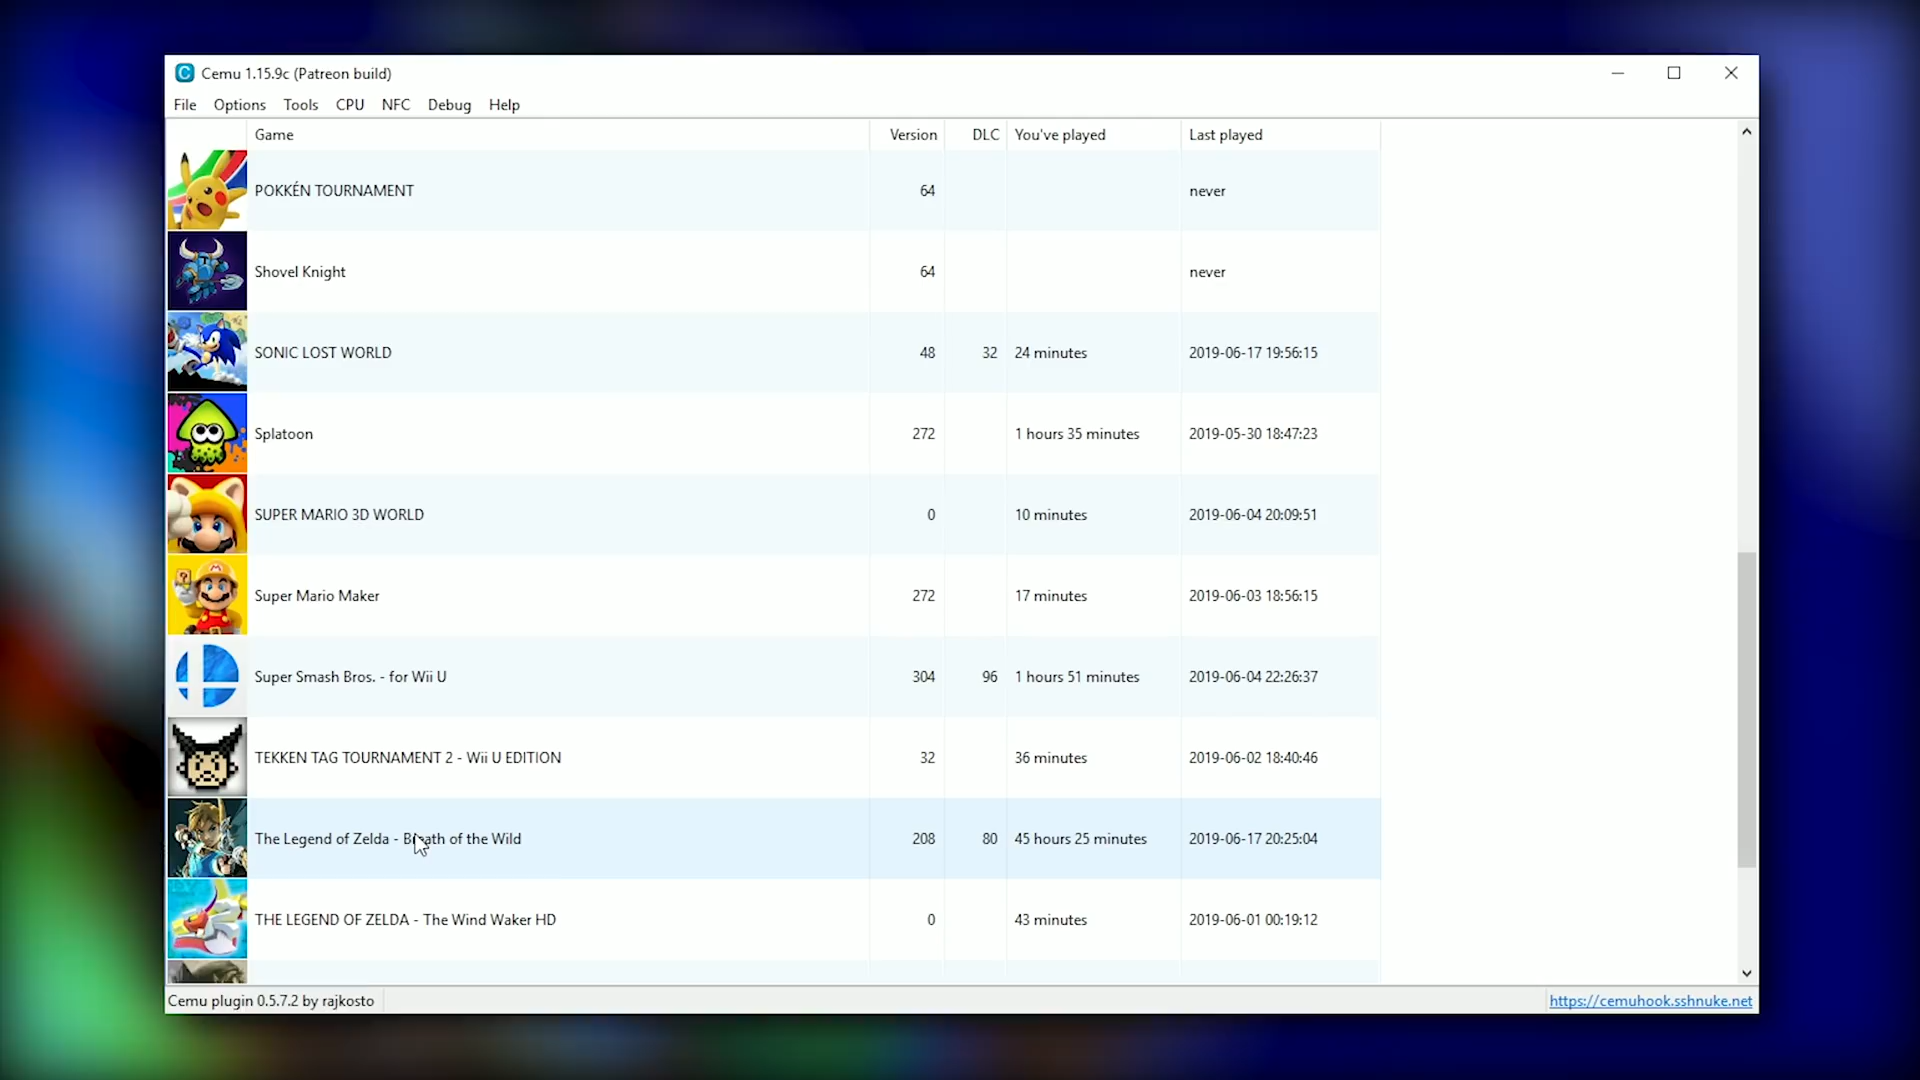 Cemu 1.15.9c (Patreon build)
File Options Tools CPU NFC Debug Help
Game Version DLC You've played Last played
POKKÉN TOURNAMENT 64 never
Shovel Knight 64 never
SONIC LOST WORLD 48 32 24 minutes 2019-06-17 19:56:15
Splatoon 272 1 hours 35 minutes 2019-05-30 18:47:23
SUPER MARIO 3D WORLD 0 10 minutes 2019-06-04 20:09:51
Super Mario Maker 272 17 minutes 2019-06-03 18:56:15
Super Smash Bros. - for Wii U 304 96 1 hours 51 minutes 2019-06-04 22:26:37
TEKKEN TAG TOURNAMENT 2 - Wii U EDITION 32 36 minutes 2019-06-02 18:40:46
The Legend of Zelda - Breath of the Wild 208 80 45 hours 25 minutes 2019-06-17 20:25:04
THE LEGEND OF ZELDA - The Wind Waker HD 0 43 minutes 2019-06-01 00:19:12
Cemu plugin 0.5.7.2 by rajkosto https://cemuhook.sshnuke.net